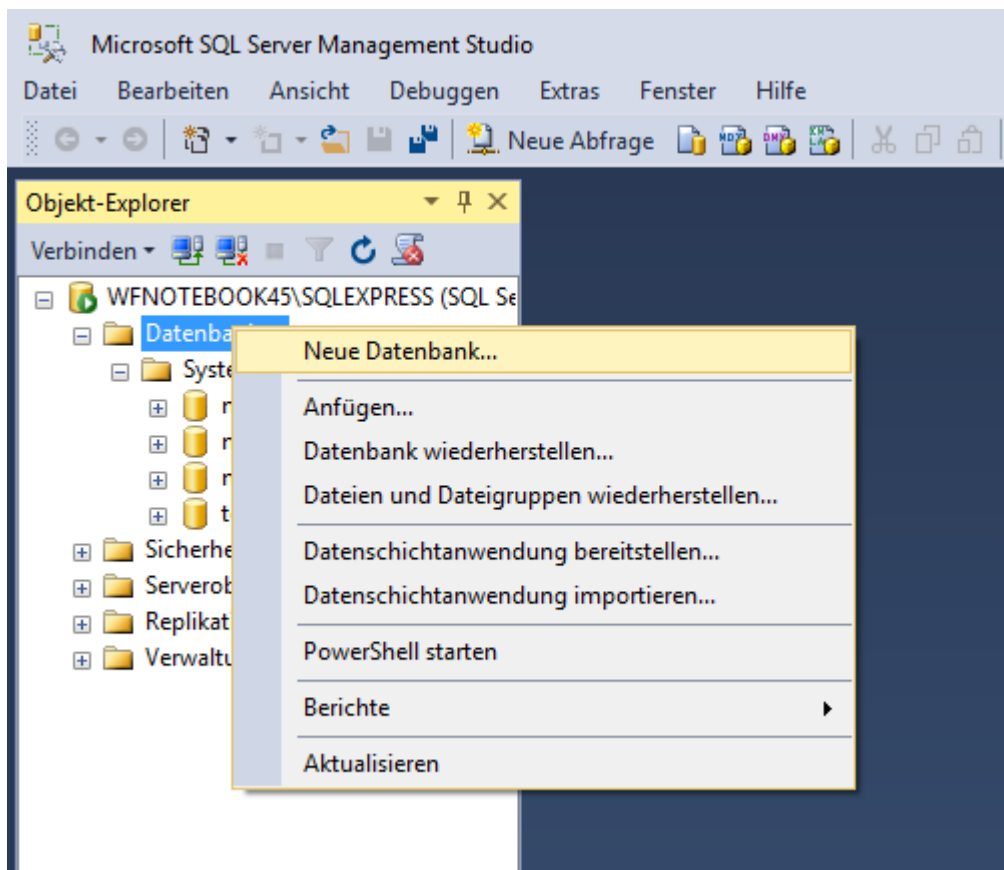 Microsoft SQL Server Management Studio
Datei Bearbeiten Ansicht Debuggen Extras Fenster Hilfe
Neue Abfrage
Objekt-Explorer
Verbinden
WFNOTEBOOK45\SQLEXPRESS (SQL Se
Datenba
Syste
Sicherhe
Serverob
Replikat
Verwaltu
Neue Datenbank...
Anfügen...
Datenbank wiederherstellen...
Dateien und Dateigruppen wiederherstellen...
Datenschichtanwendung bereitstellen...
Datenschichtanwendung importieren...
PowerShell starten
Berichte
Aktualisieren